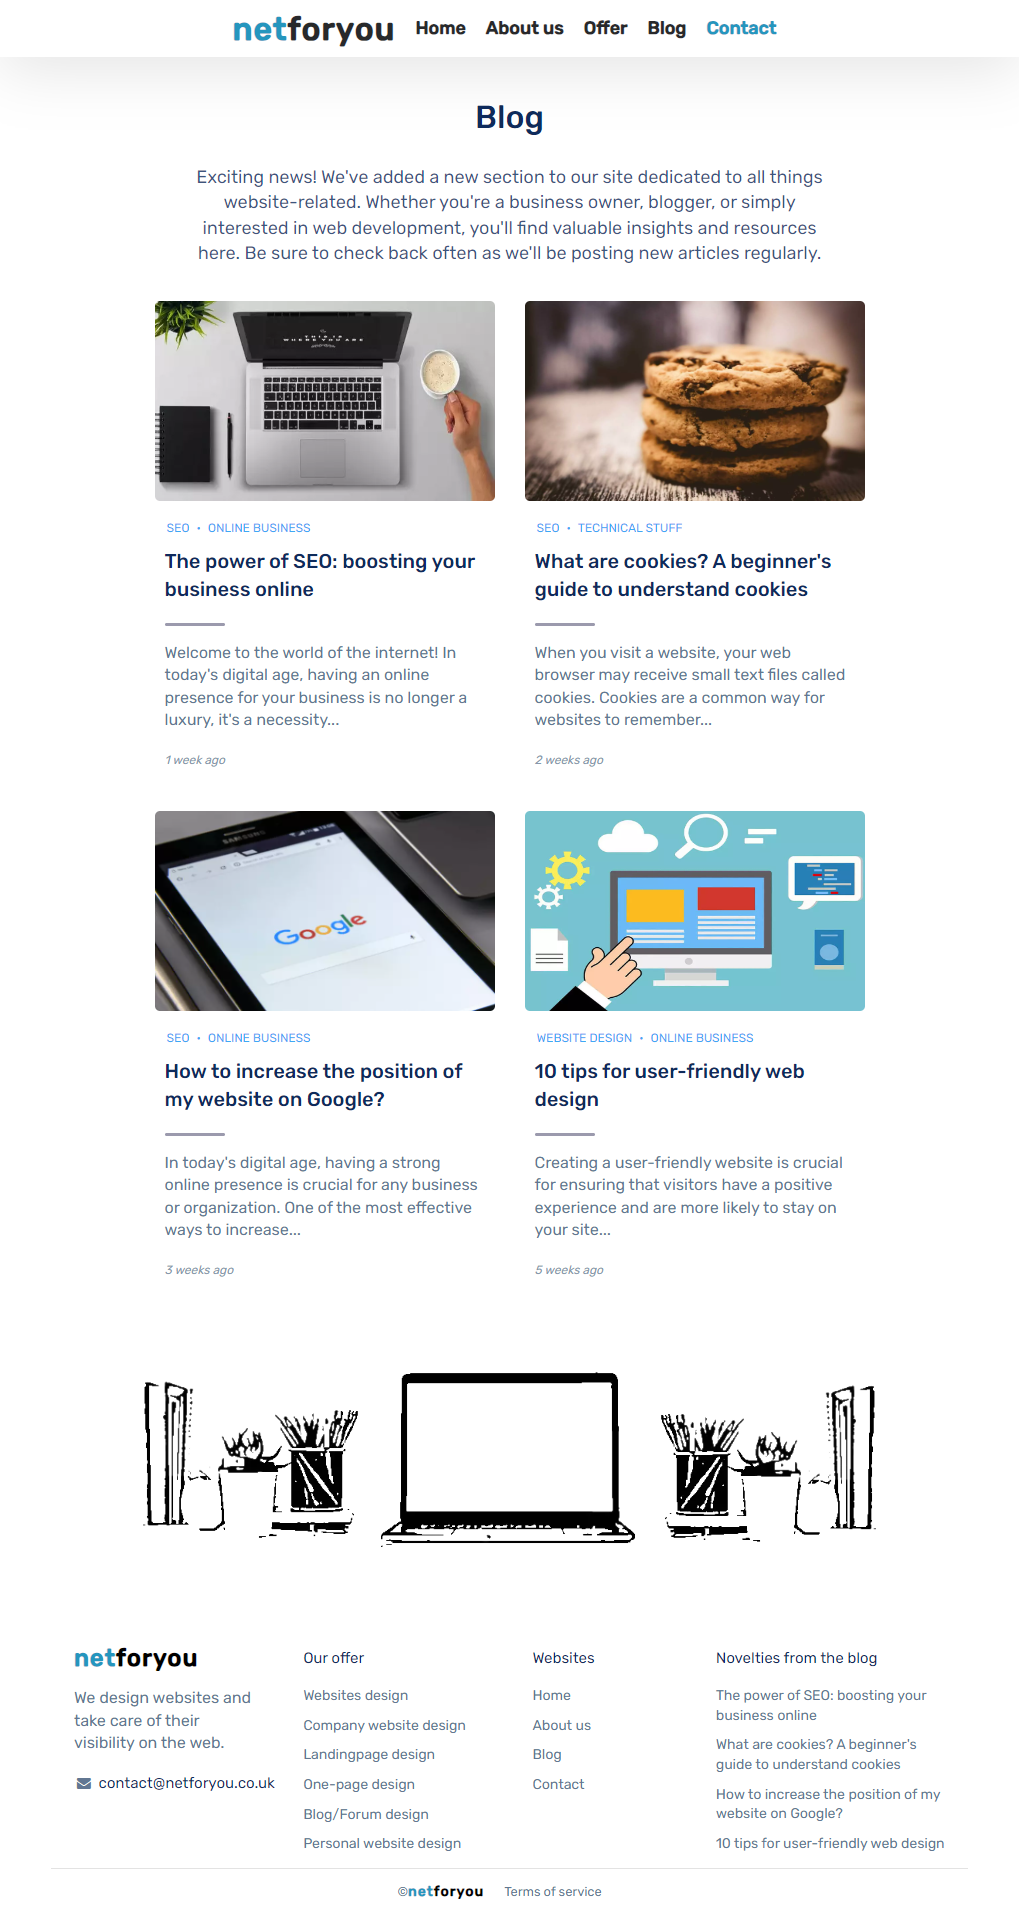 netforyou Home About us Offer Blog Contact
Blog
Exciting news! We've added a new section to our site dedicated to all things
website-related. Whether you're a business owner, blogger, or simply
interested in web development, you'll find valuable insights and resources
here. Be sure to check back often as we'll be posting new articles regularly.
THIS IS
WHERE YOU ARE
SEO • ONLINE BUSINESS
The power of SEO: boosting your
business online
Welcome to the world of the internet! In
today's digital age, having an online
presence for your business is no longer a
luxury, it's a necessity...
1 week ago
SEO • TECHNICAL STUFF
What are cookies? A beginner's
guide to understand cookies
When you visit a website, your web
browser may receive small text files called
cookies. Cookies are a common way for
websites to remember...
2 weeks ago
SAMSUNG
Google
SEO • ONLINE BUSINESS
How to increase the position of
my website on Google?
In today's digital age, having a strong
online presence is crucial for any business
or organization. One of the most effective
ways to increase...
3 weeks ago
WEBSITE DESIGN • ONLINE BUSINESS
10 tips for user-friendly web
design
Creating a user-friendly website is crucial
for ensuring that visitors have a positive
experience and are more likely to stay on
your site...
5 weeks ago
netforyou
We design websites and
take care of their
visibility on the web.
contact@netforyou.co.uk
Our offer
Websites design
Company website design
Landingpage design
One-page design
Blog/Forum design
Personal website design
Websites
Home
About us
Blog
Contact
Novelties from the blog
The power of SEO: boosting your
business online
What are cookies? A beginner's
guide to understand cookies
How to increase the position of my
website on Google?
10 tips for user-friendly web design
©netforyou Terms of service